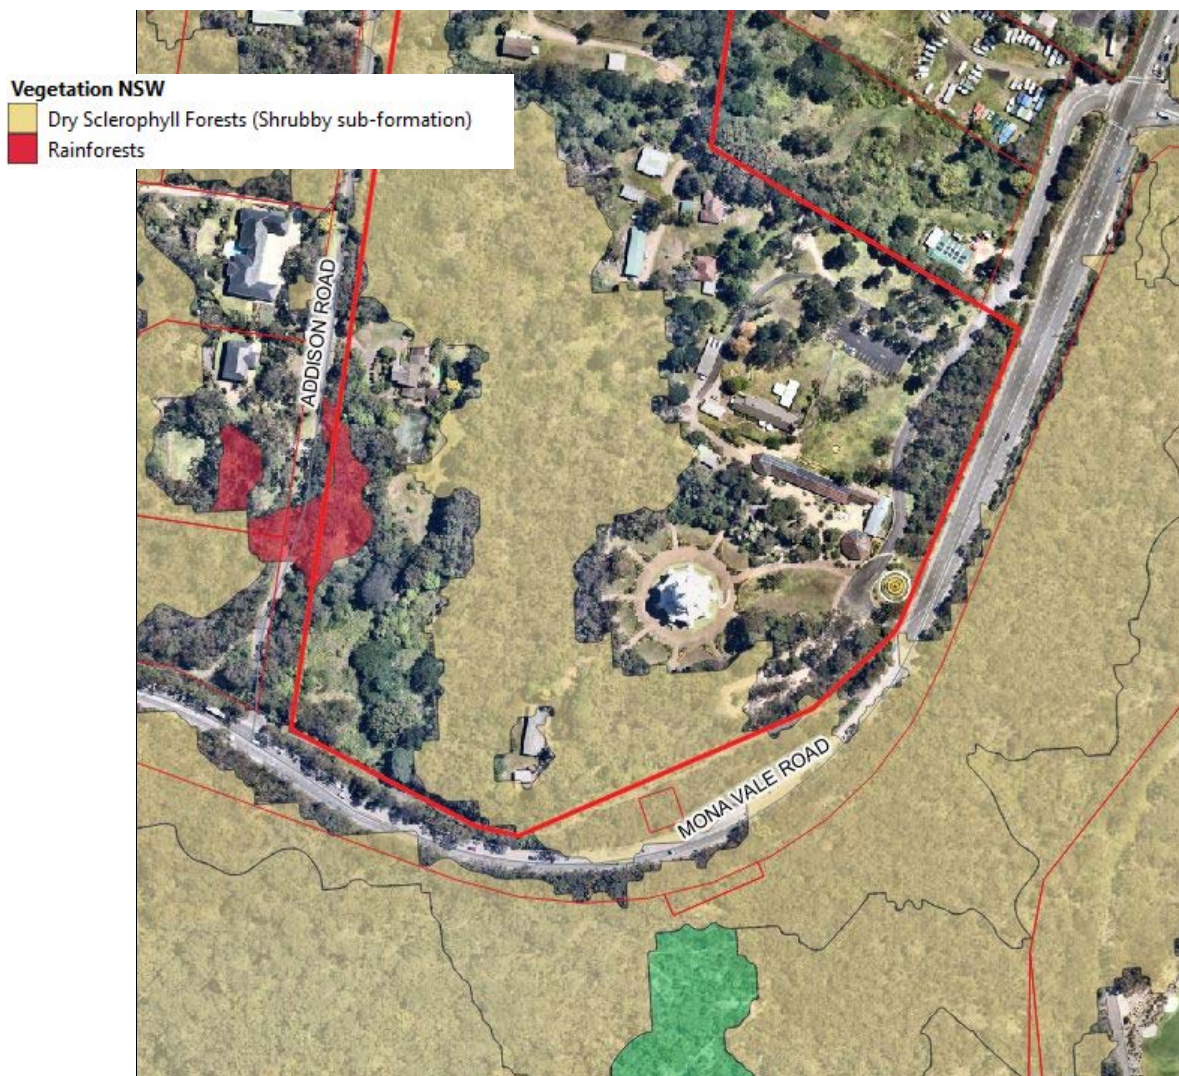 Vegetation NSW
Dry Sclerophyll Forests (Shrubby sub-formation)
Rainforests
ADDISON ROAD
MONA VALE ROAD